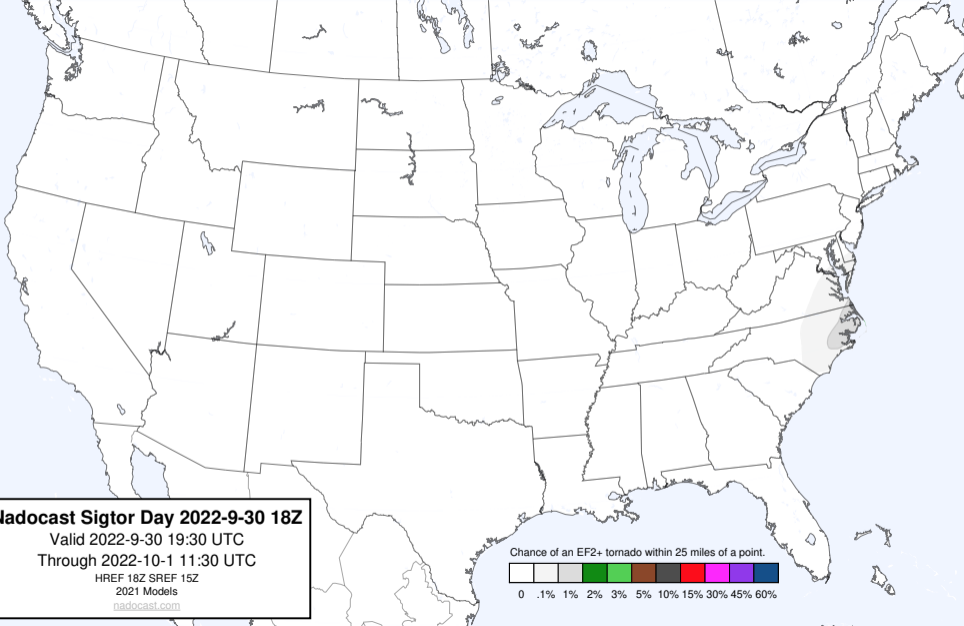 Nadocast Sigtor Day 2022-9-30 18Z
Valid 2022-9-30 19:30 UTC
Through 2022-10-1 11:30 UTC
HREF 18Z SREF 15Z
2021 Models
nadocast.com
Chance of an EF2+ tornado within 25 miles of a point.
0 .1% 1% 2% 3% 5% 10% 15% 30% 45% 60%